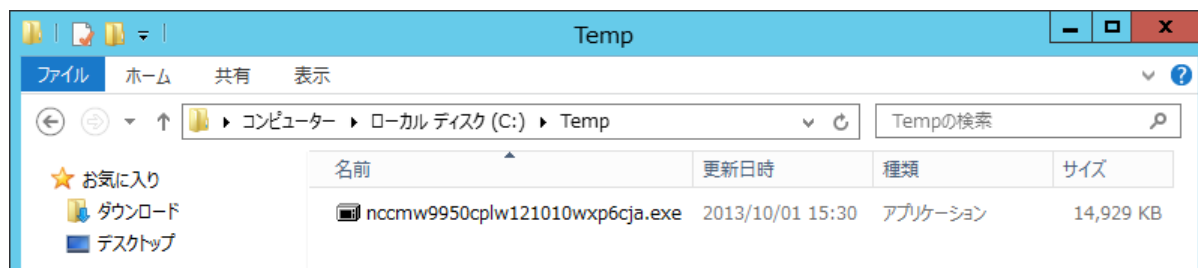 Temp
ファイル ホーム 共有 表示
コンピューター ローカル ディスク (C:) Temp Tempの検索
名前 更新日時 種類 サイズ
お気に入り
nccmw9950cplw121010wxp6cja.exe 2013/10/01 15:30 アプリケーション 14,929 KB
ダウンロード
デスクトップ